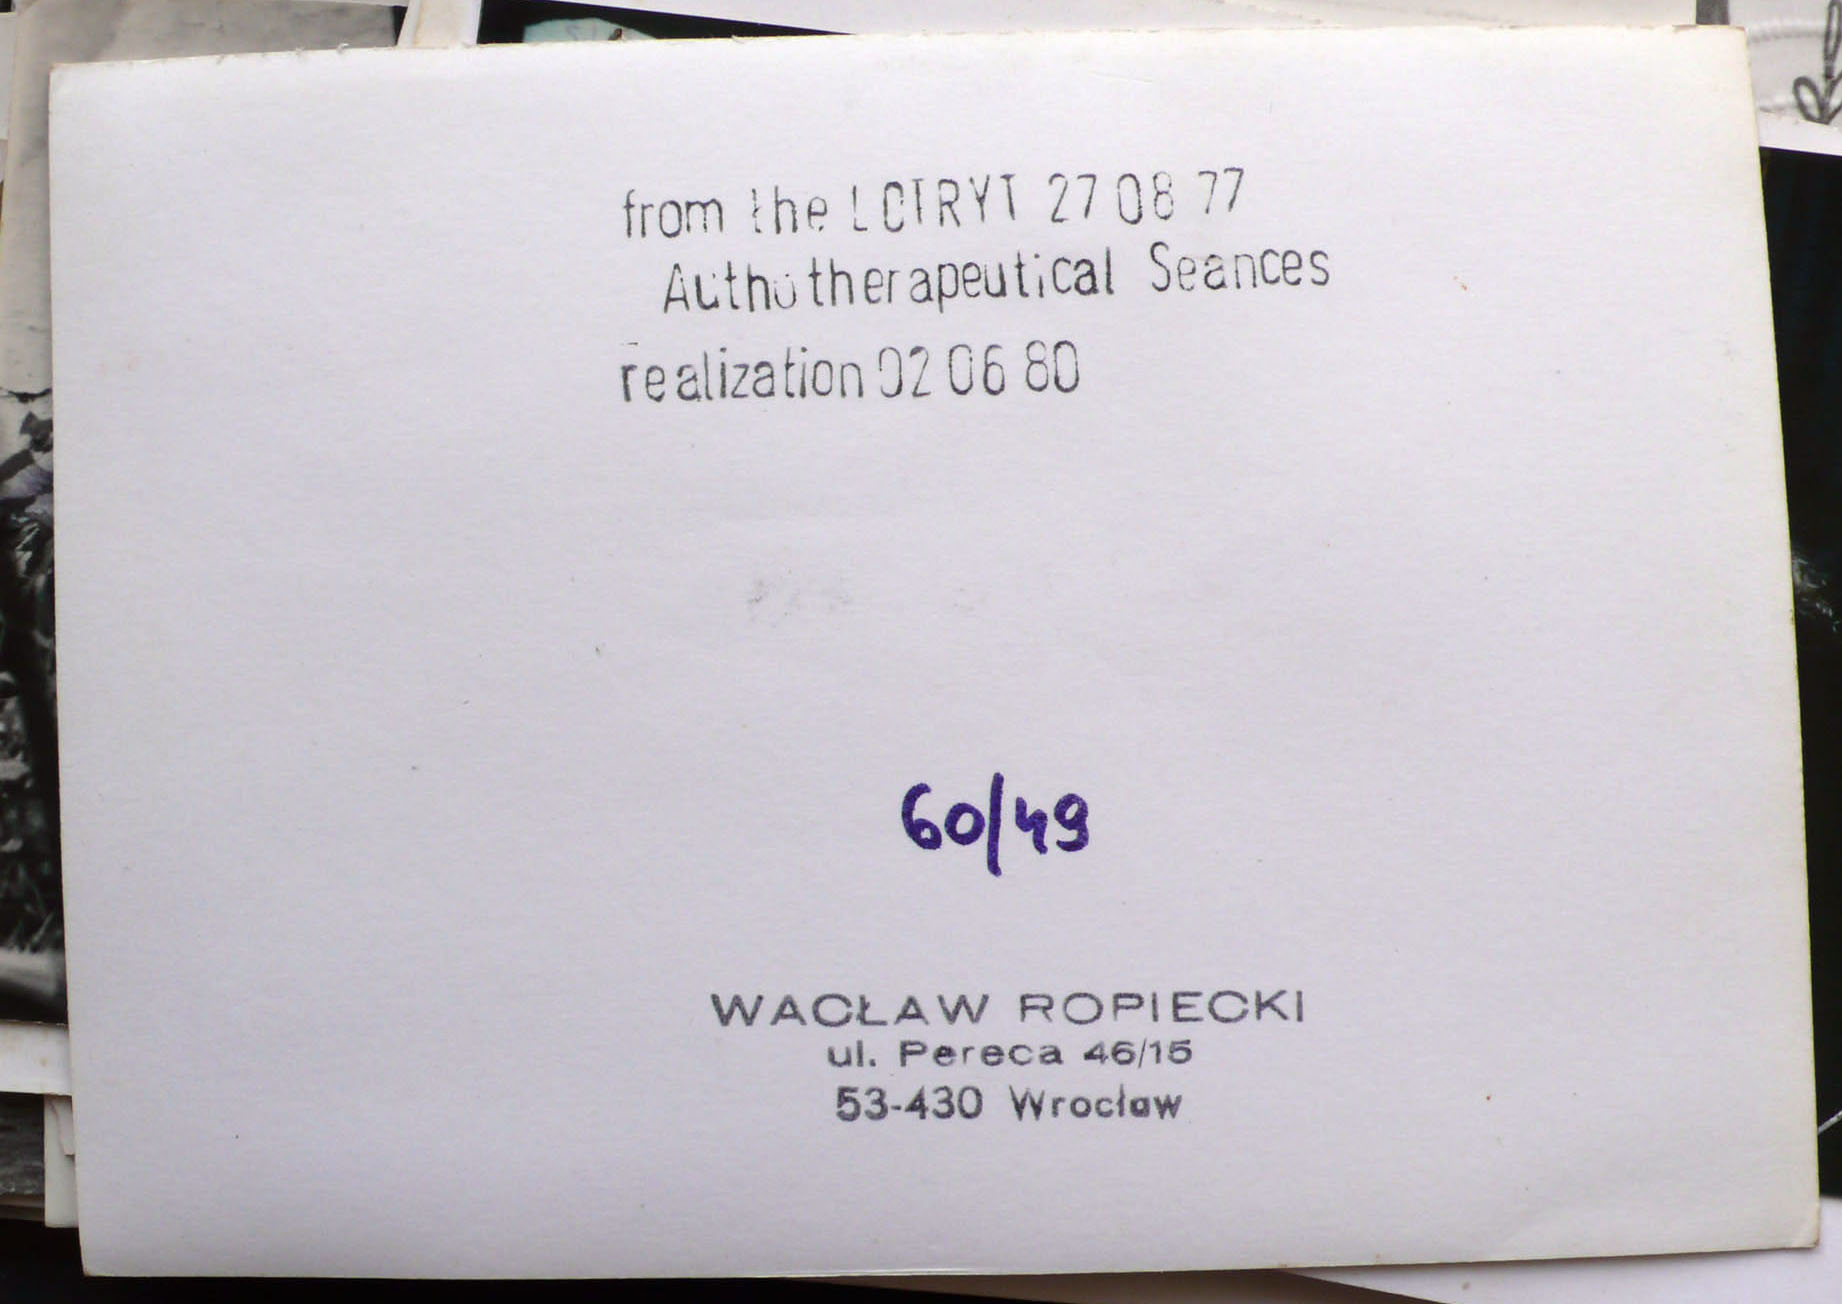 from the LOTRYT 27 08 77
Authotherapeutical Seances
realization 02 06 80
60/49
WACŁAW ROPIECKI
ul. Pereca 46/15
53-430 Wrocław